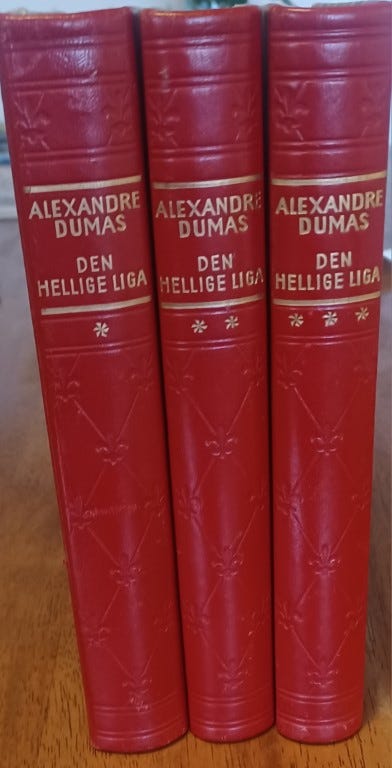 ALEXANDRE
DUMAS
DEN
HELLIGE LIGA
*
ALEXANDRE
DUMAS
DEN
HELLIGE LIGA
* *
ALEXANDRE
DUMAS
DEN
HELLIGE LIGA
* * *